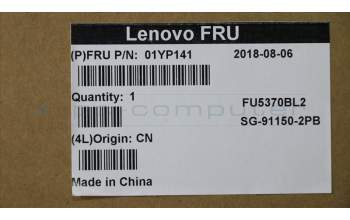 Lenovo FRU
(P)FRU P/N: 01YP141 2018-08-06
Quantity: 1 FU5370BL2
SG-91150-2PB
(4L)Origin: CN
Made in China